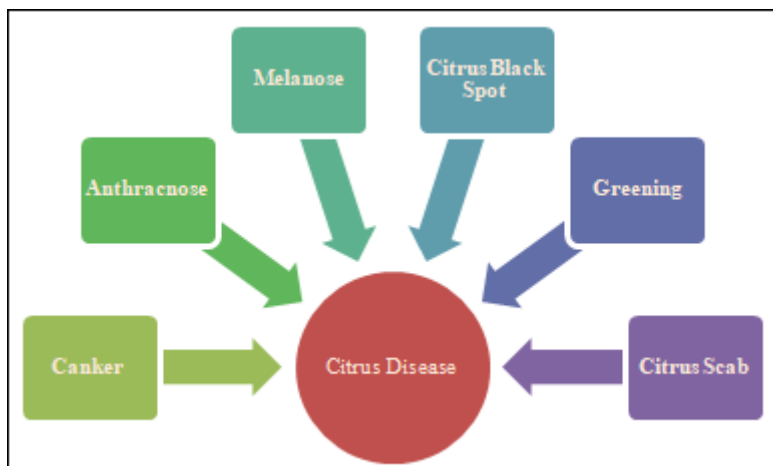 Melanose
Citrus Black
Spot
Anthracnose
Greening
Canker
Citrus Disease
Citrus Scab